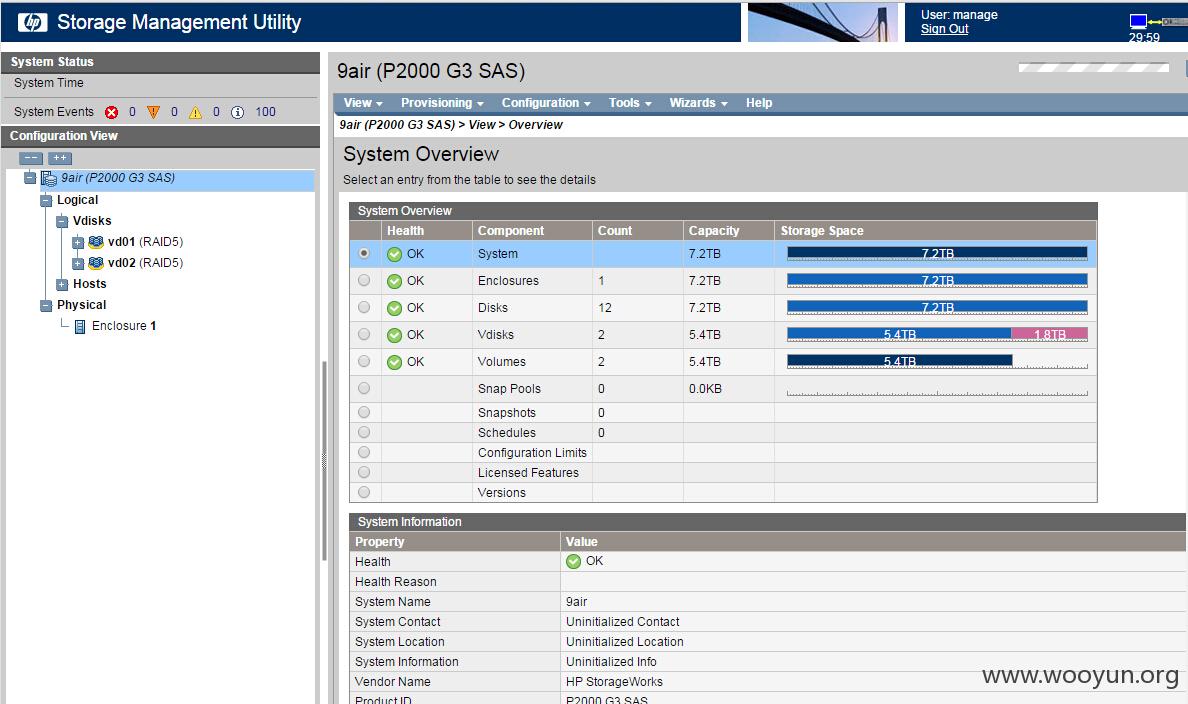 hp Storage Management Utility
User: manage
Sign Out
29:59
System Status
System Time
System Events 0 0 0 100
Configuration View
-- ++
9air (P2000 G3 SAS)
Logical
Vdisks
vd01 (RAID5)
vd02 (RAID5)
Hosts
Physical
Enclosure 1
9air (P2000 G3 SAS)
View Provisioning Configuration Tools Wizards Help
9air (P2000 G3 SAS) > View > Overview
System Overview
Select an entry from the table to see the details
System Overview
Health Component Count Capacity Storage Space
OK System 7.2TB 7.2TB
OK Enclosures 1 7.2TB 7.2TB
OK Disks 12 7.2TB 7.2TB
OK Vdisks 2 5.4TB 5.4TB 1.8TB
OK Volumes 2 5.4TB 5.4TB
Snap Pools 0 0.0KB
Snapshots 0
Schedules 0
Configuration Limits
Licensed Features
Versions
System Information
Property Value
Health OK
Health Reason
System Name 9air
System Contact Uninitialized Contact
System Location Uninitialized Location
System Information Uninitialized Info
Vendor Name HP StorageWorks
Product ID P2000 G3 SAS
www.wooyun.org